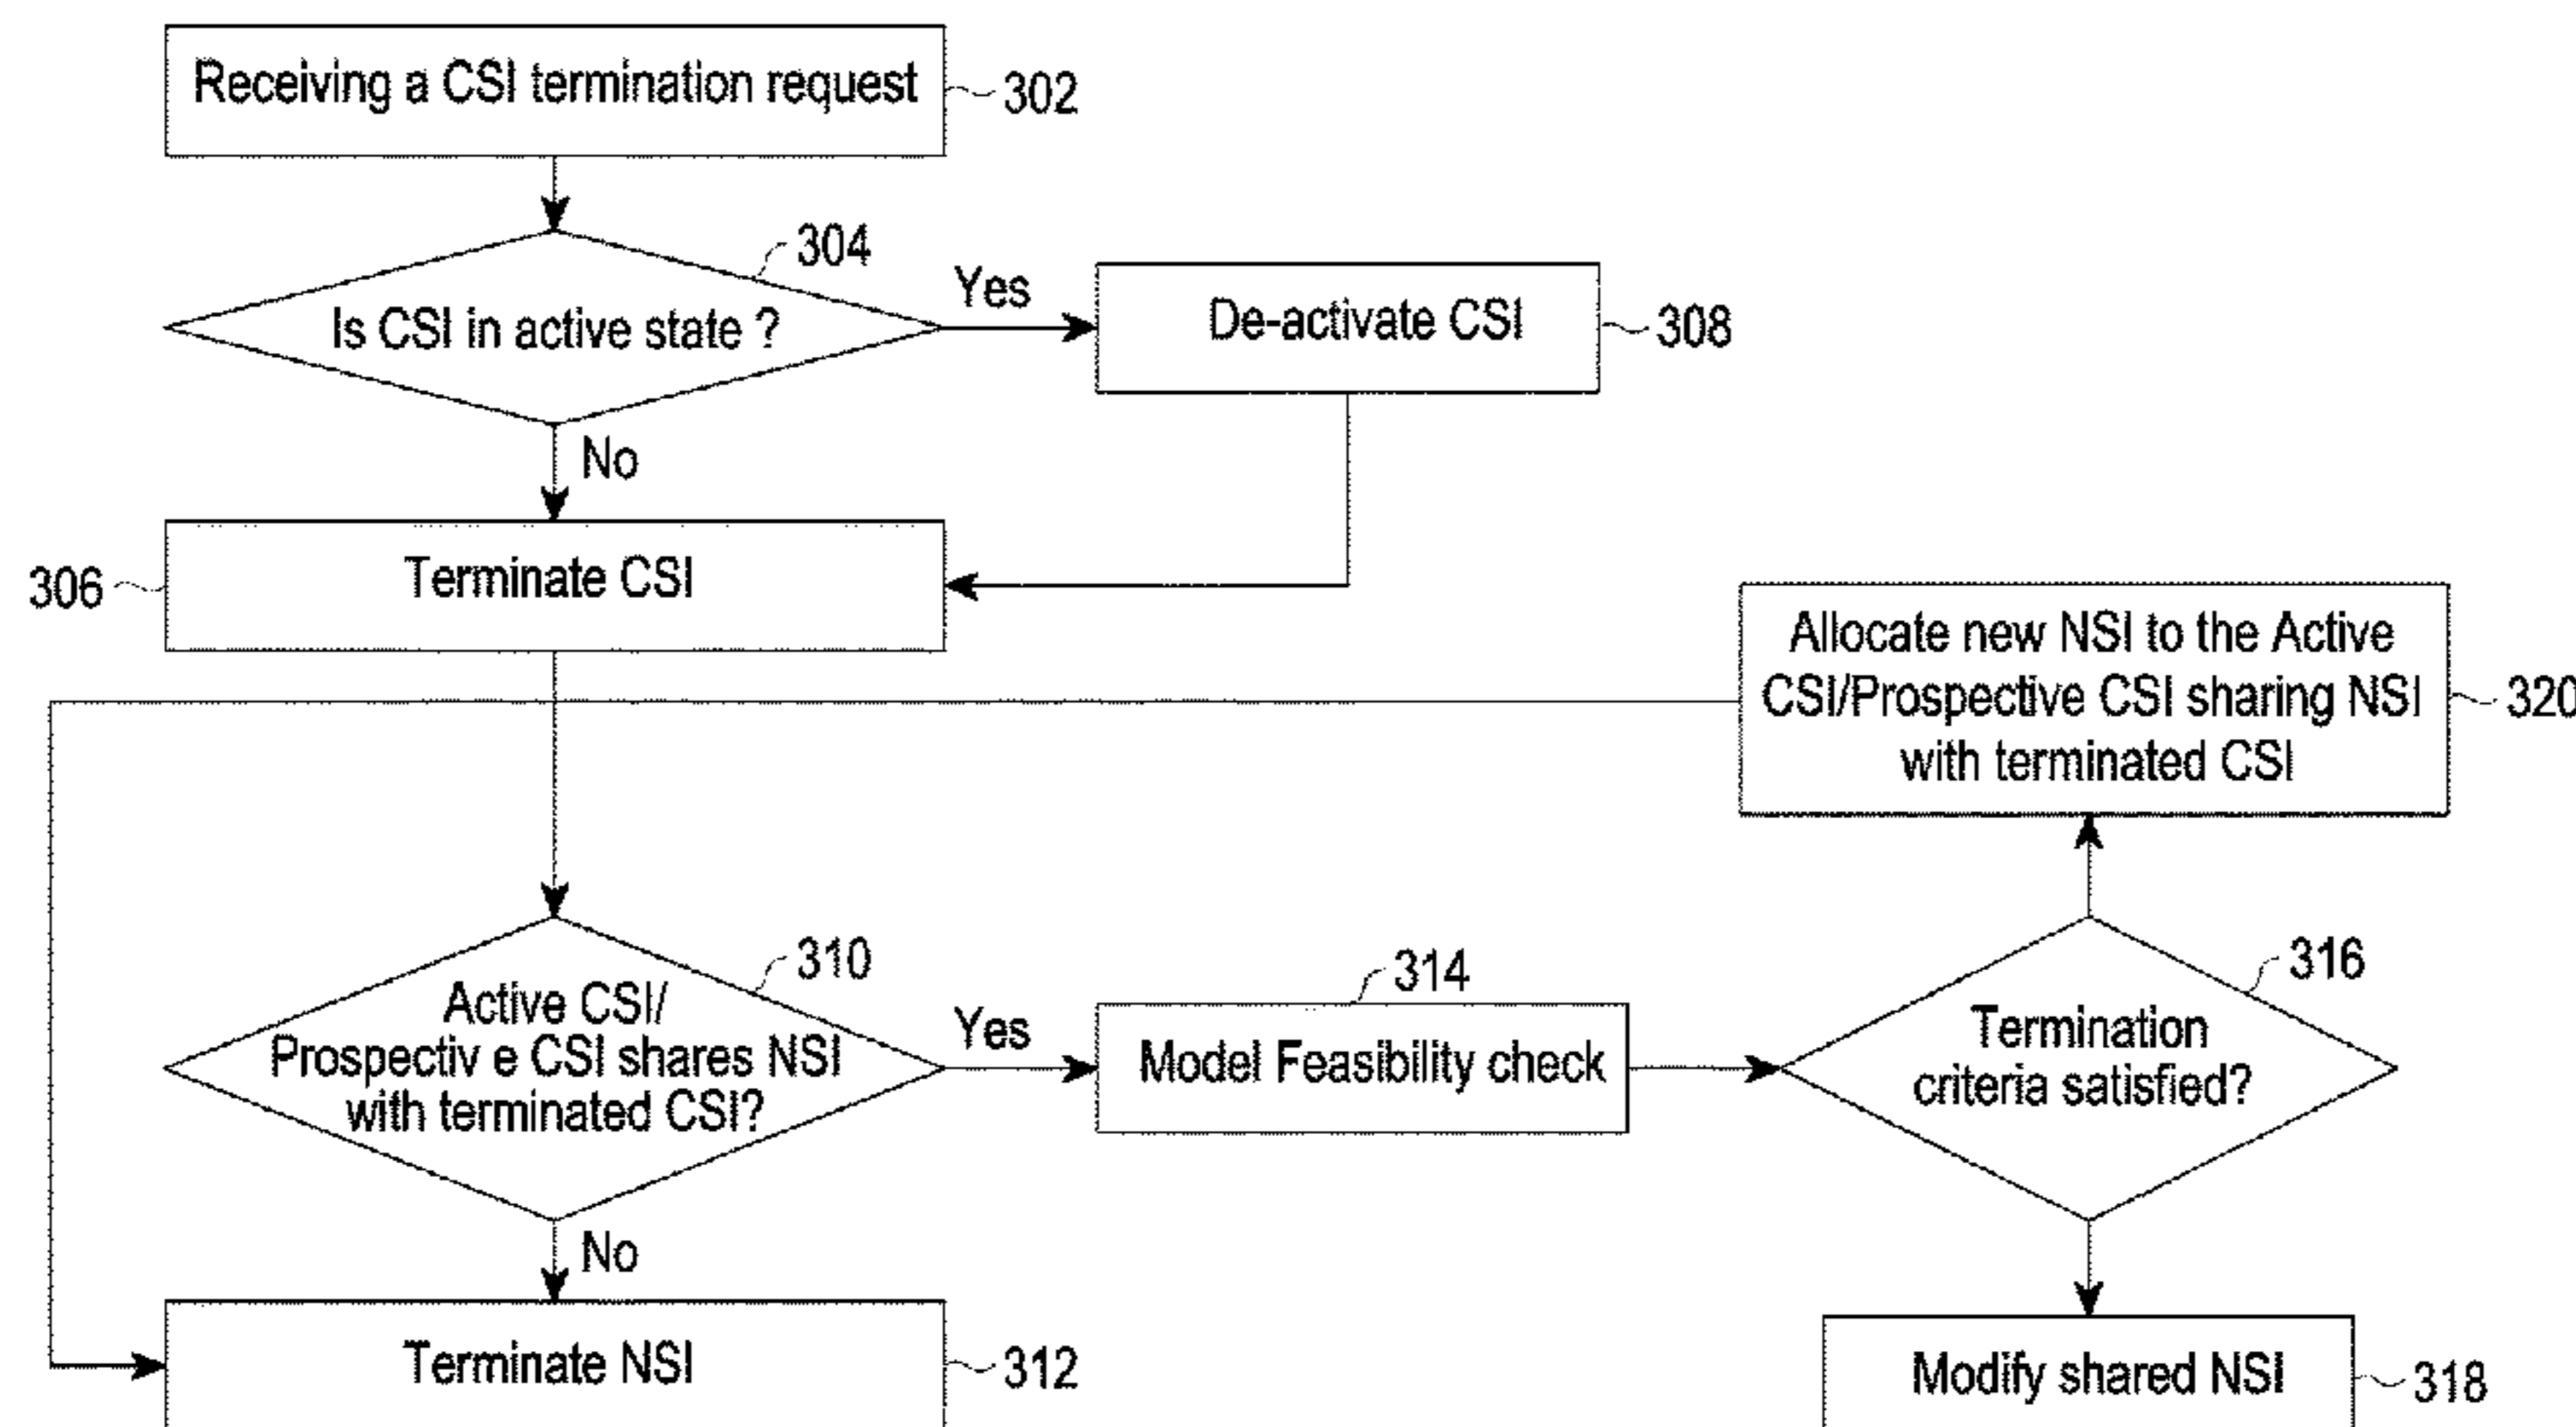 Receiving a CSI termination request
302
304
Is CSI in active state ?
Yes
De-activate CSI
308
No
306
Terminate CSI
Allocate new NSI to the Active
CSI/Prospective CSI sharing NSI
with terminated CSI
320
310
Active CSI/
Prospectiv e CSI shares NSI
with terminated CSI?
Yes
314
Model Feasibility check
316
Termination
criteria satisfied?
No
Terminate NSI
312
Modify shared NSI
318